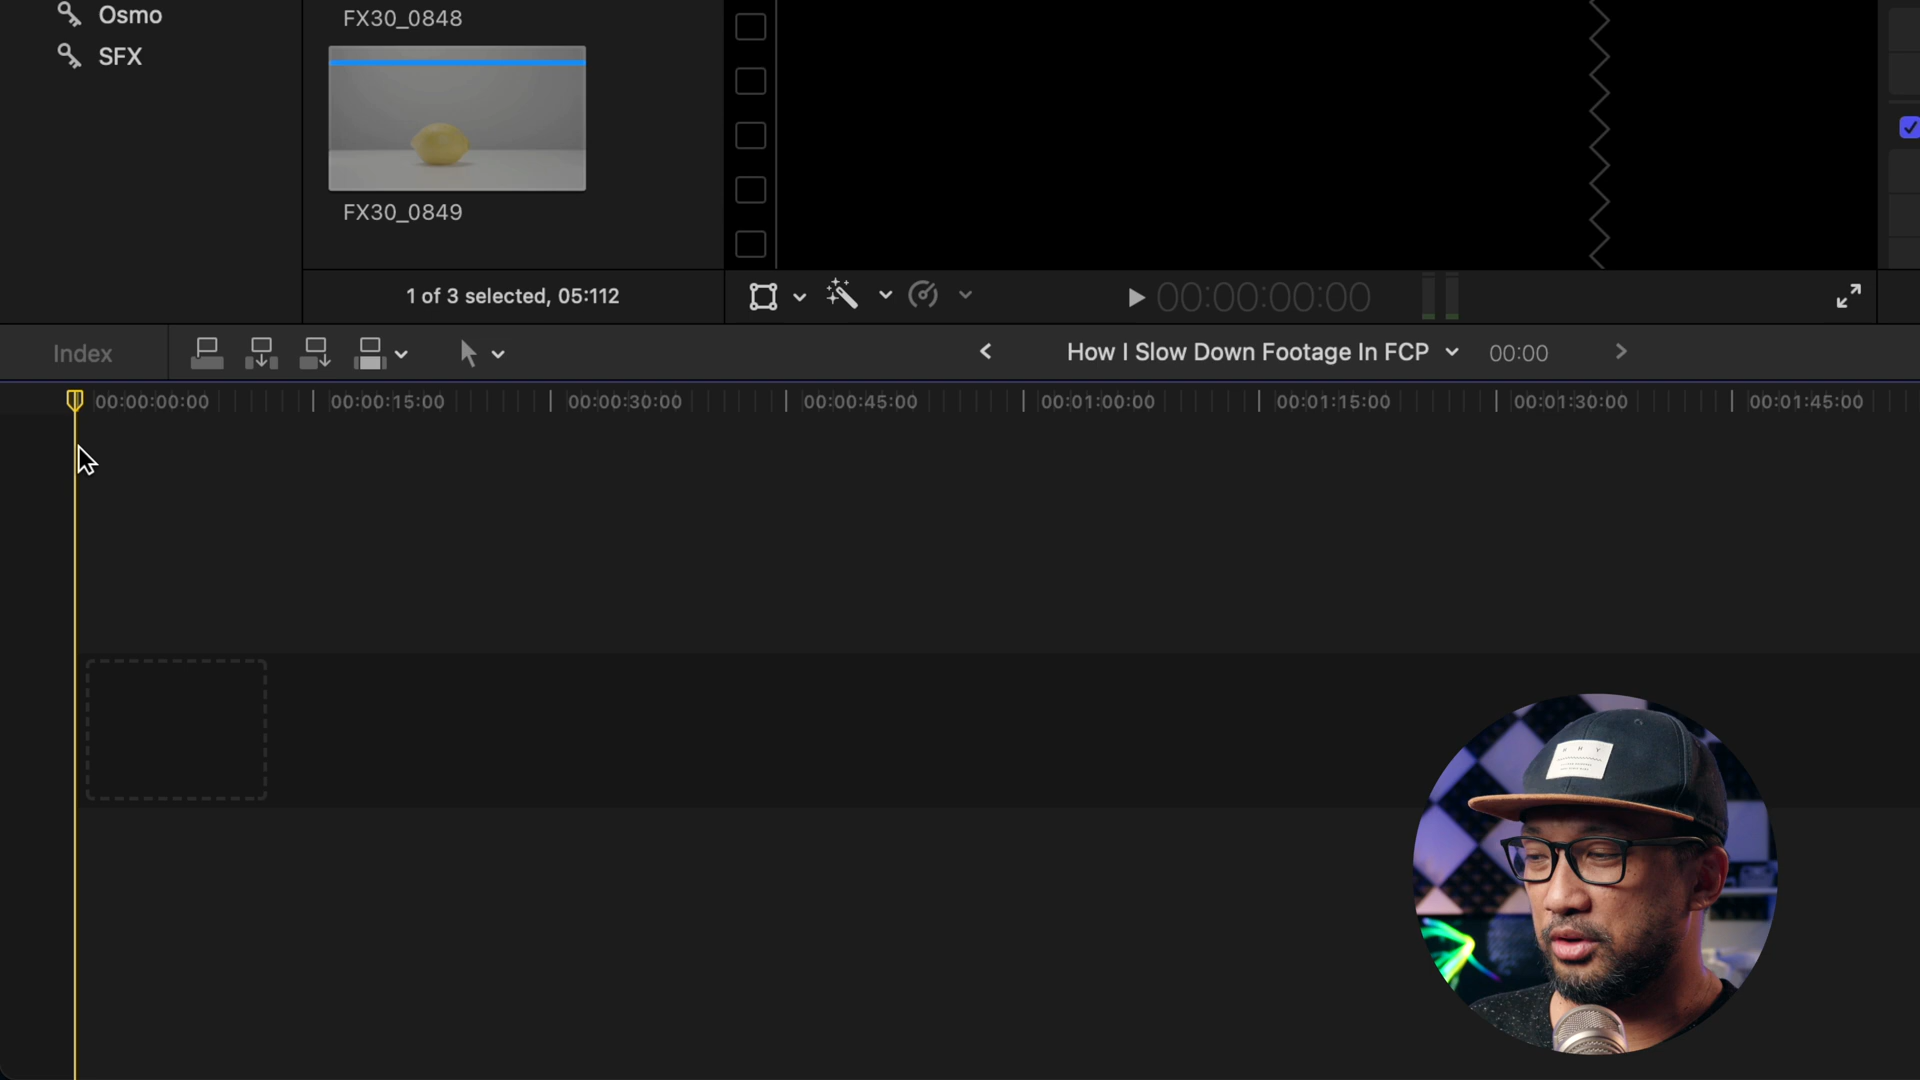 Osmo
SFX
FX30_0848
FX30_0849
1 of 3 selected, 05:112
00:00:00:00
Index
How I Slow Down Footage In FCP
00:00
00:00:00:00
00:00:15:00
00:00:30:00
00:00:45:00
00:01:00:00
00:01:15:00
00:01:30:00
00:01:45:00